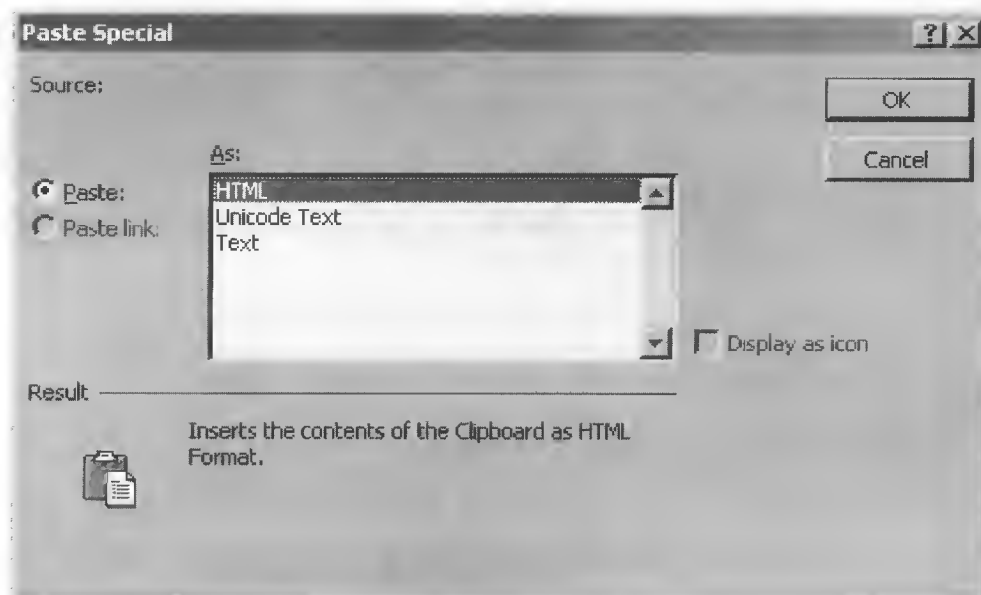 Paste Special
Source:
OK
Cancel
As:
Paste:
Paste link:
HTML
Unicode Text
Text
Display as icon
Result
Inserts the contents of the Clipboard as HTML
Format.